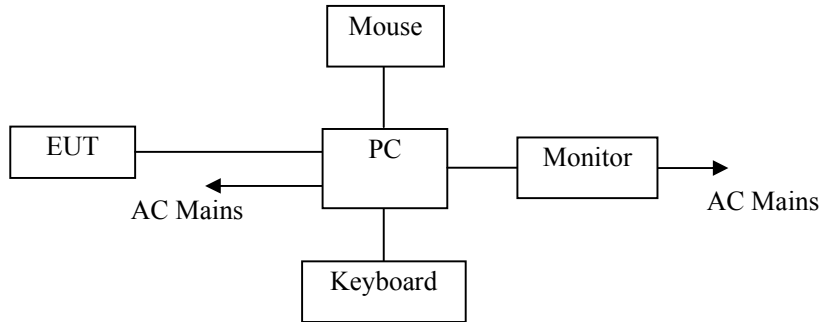 Mouse
EUT
PC
Monitor
AC Mains
AC Mains
Keyboard